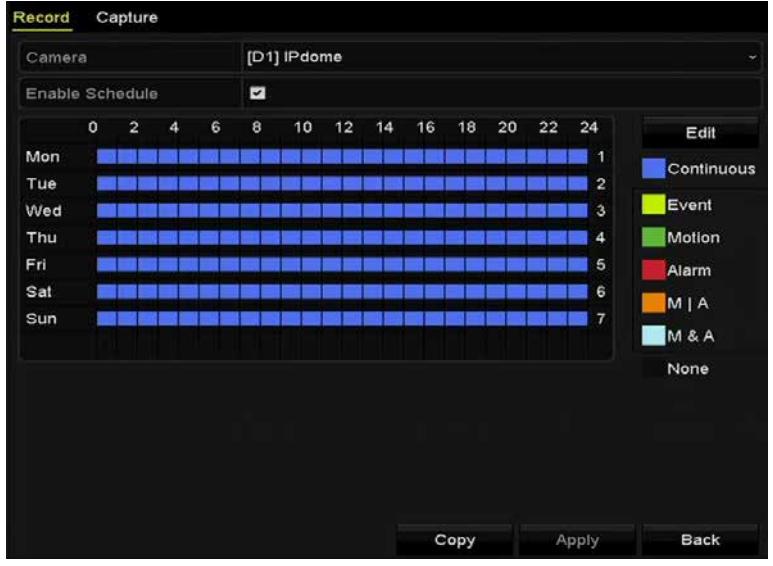 Record Capture
Camera [D1] IPdome
Enable Schedule
0 2 4 6 8 10 12 14 16 18 20 22 24
Edit
Mon 1
Continuous
Tue 2
Wed 3
Event
Thu 4
Motion
Fri 5
Alarm
Sat 6
M | A
Sun 7
M & A
None
Copy Apply Back